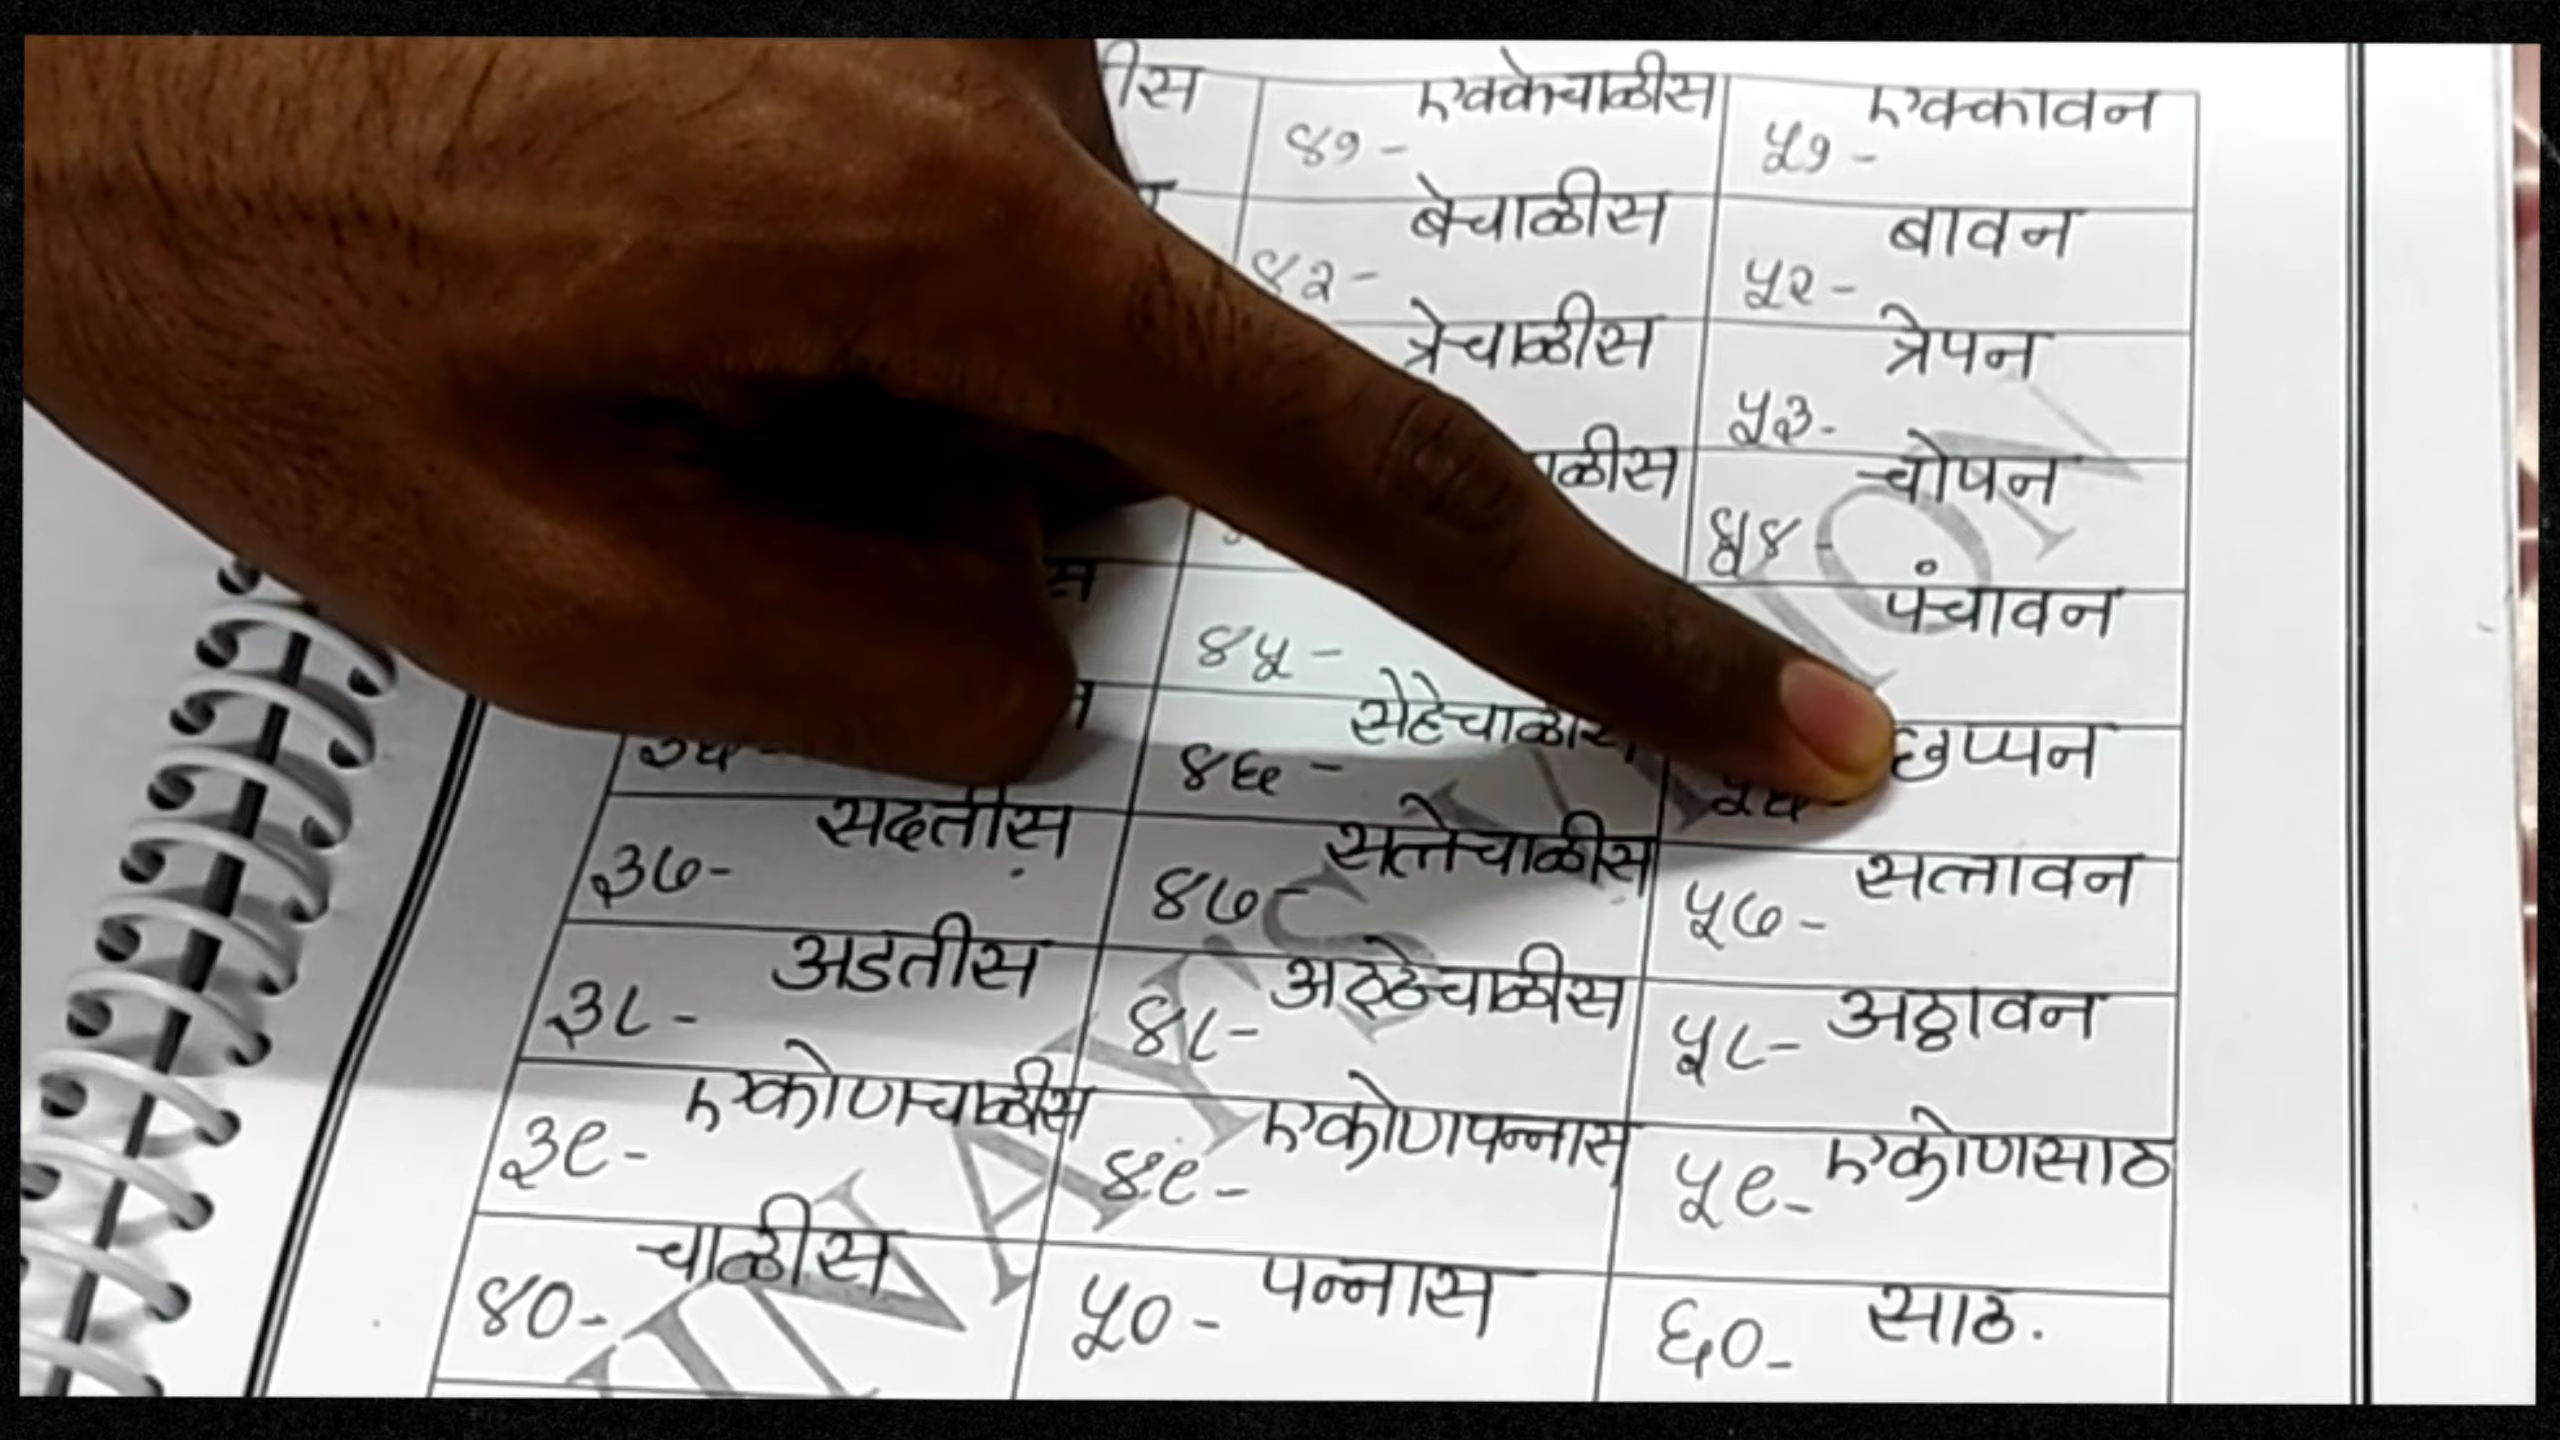 एक्केचाळीस एक्कावन
४१- ५१-
बेचाळीस बावन
४२- ५२-
त्रेचाळीस त्रेपन
५३-
चोपन
५४-
पंचावन
४५-
सेहेचाळीस छप्पन
४६- ५६-
सदतीस सत्तेचाळीस सत्तावन
३७- ४७- ५७-
अडतीस अठ्ठेचाळीस अठ्ठावन
३८- ४८- ५८-
एकोणचाळीस एकोणपन्नास एकोणसाठ
३९- ४९- ५९-
चाळीस पन्नास साठ.
४०- ५०- ६०-